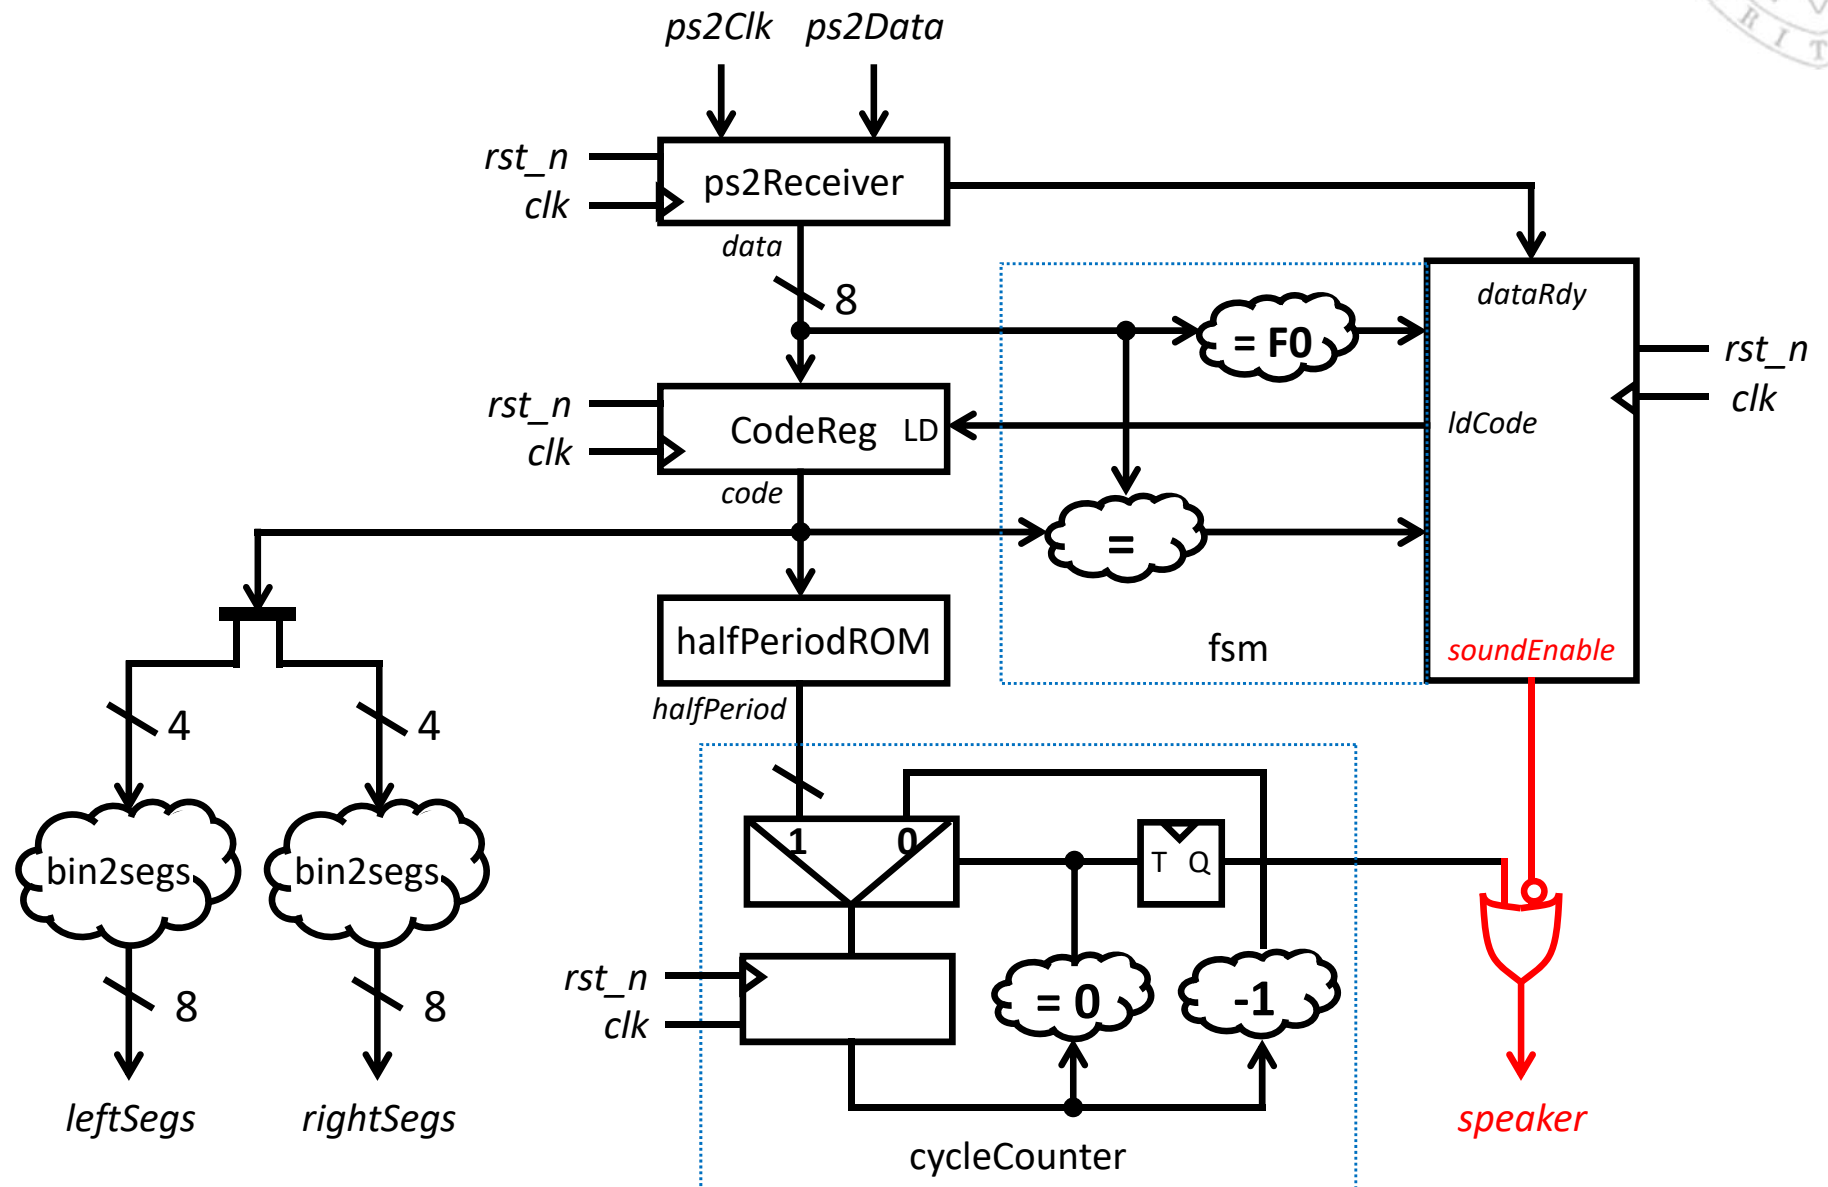 ps2Clk ps2Data
R I T
rst_n
clk
ps2Receiver
data
8
= F0
dataRdy
rst_n
clk
rst_n
clk
CodeReg LD
ldCode
code
=
halfPeriodROM
fsm
soundEnable
halfPeriod
4
4
1 0
T Q
bin2segs
bin2segs
rst_n
clk
= 0
-1
8
8
leftSegs
rightSegs
speaker
cycleCounter